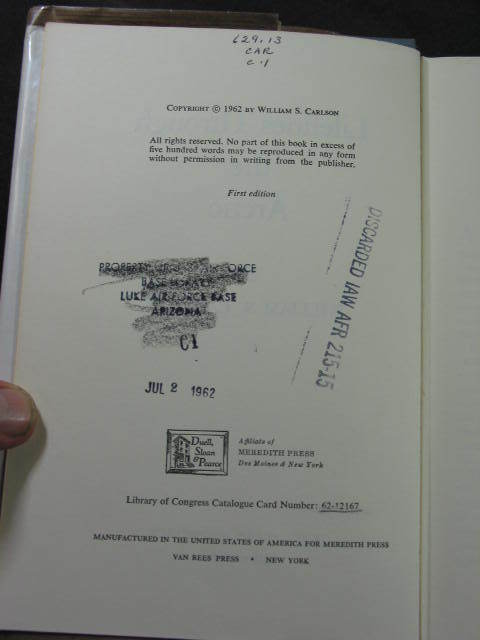 629.13
CAR
c.1
COPYRIGHT © 1962 BY WILLIAM S. CARLSON
All rights reserved. No part of this book in excess of
five hundred words may be reproduced in any form
without permission in writing from the publisher.
First edition
PROPERTY FORCE
BASE LIBRARY
LUKE AIR FORCE BASE
ARIZONA
C1
JUL 2 1962
DISCARDED IAW AFR 215-15
Duell,
Sloan
& Pearce
Affiliate of
MEREDITH PRESS
Des Moines & New York
Library of Congress Catalogue Card Number: 62-12167
MANUFACTURED IN THE UNITED STATES OF AMERICA FOR MEREDITH PRESS
VAN REES PRESS • NEW YORK